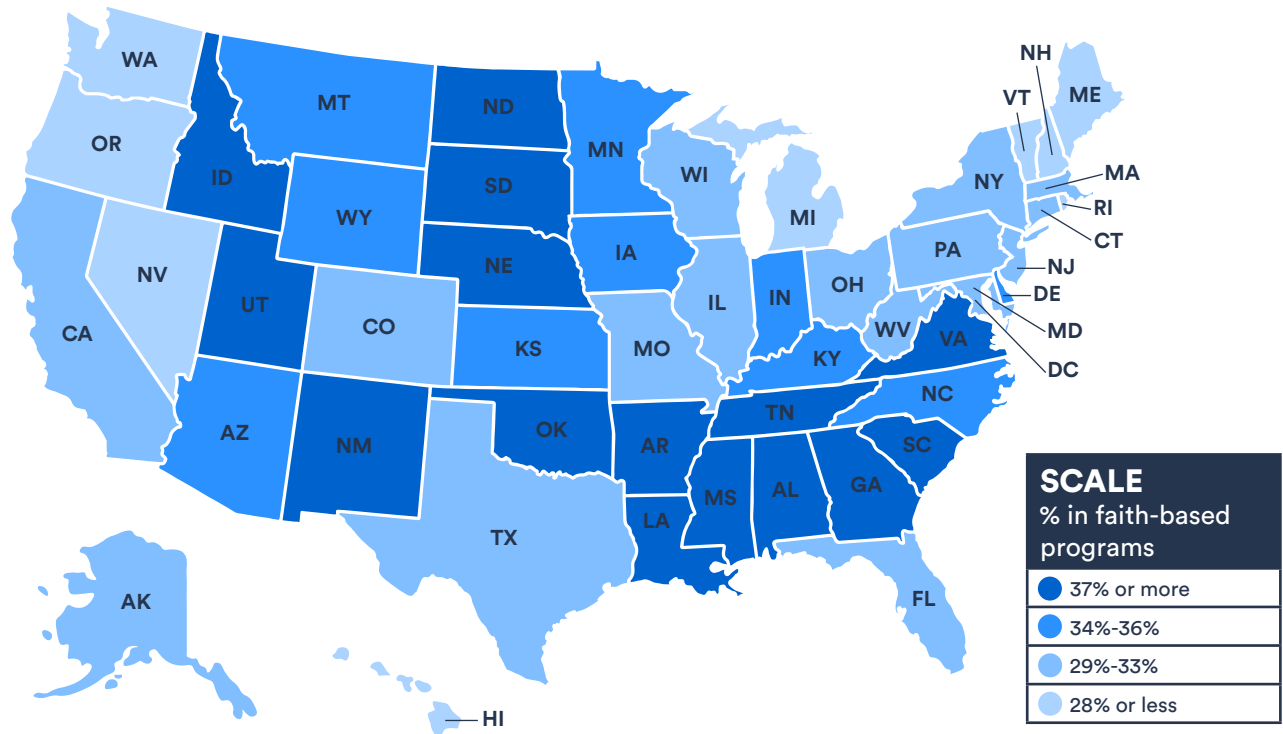 NH
WA
VT
ME
MT
ND
OR
MN
ID
SD
WI
NY
MA
WY
MI
RI
NV
NE
IA
PA
CT
UT
IL
IN
OH
NJ
CA
CO
DE
KS
MO
KY
WV
VA
MD
DC
AZ
NM
OK
AR
TN
NC
SC
MS
AL
GA
LA
TX
AK
FL
HI
SCALE
% in faith-based
programs
37% or more
34%-36%
29%-33%
28% or less